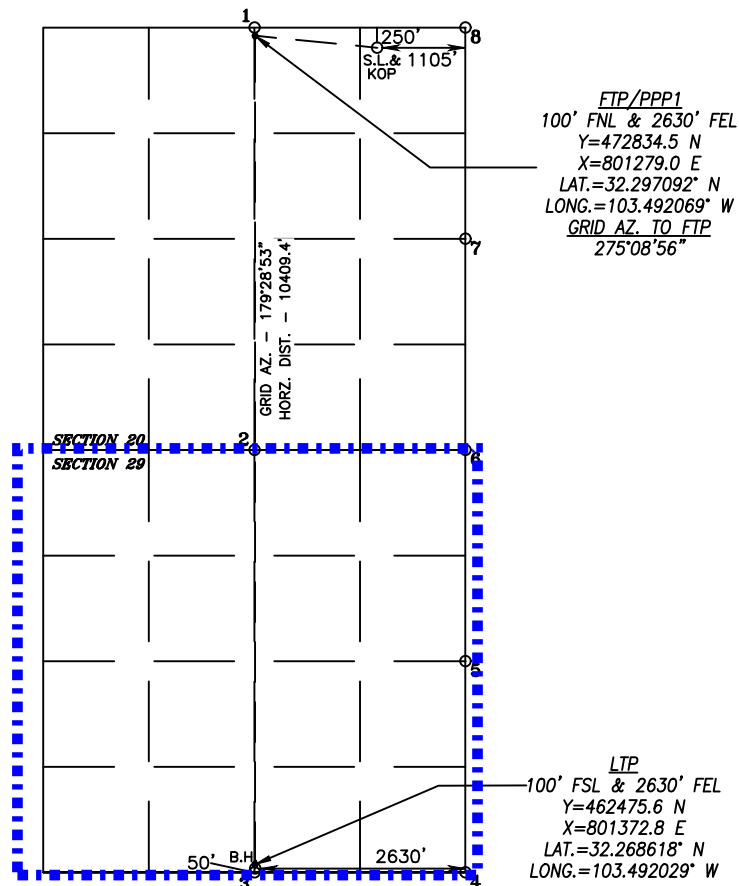 1
8
250'
S.L.& 1105'
KOP
FTP/PPP1
100' FNL & 2630' FEL
Y=472834.5 N
X=801279.0 E
LAT.=32.297092° N
LONG.=103.492069° W
GRID AZ. TO FTP
275°08'56"
7
GRID AZ. - 179°28'53"
HORZ. DIST. - 10409.4'
SECTION 20
2
6
SECTION 29
5
LTP
100' FSL & 2630' FEL
Y=462475.6 N
X=801372.8 E
LAT.=32.268618° N
LONG.=103.492029° W
50'
B.H.
2630'
3
4